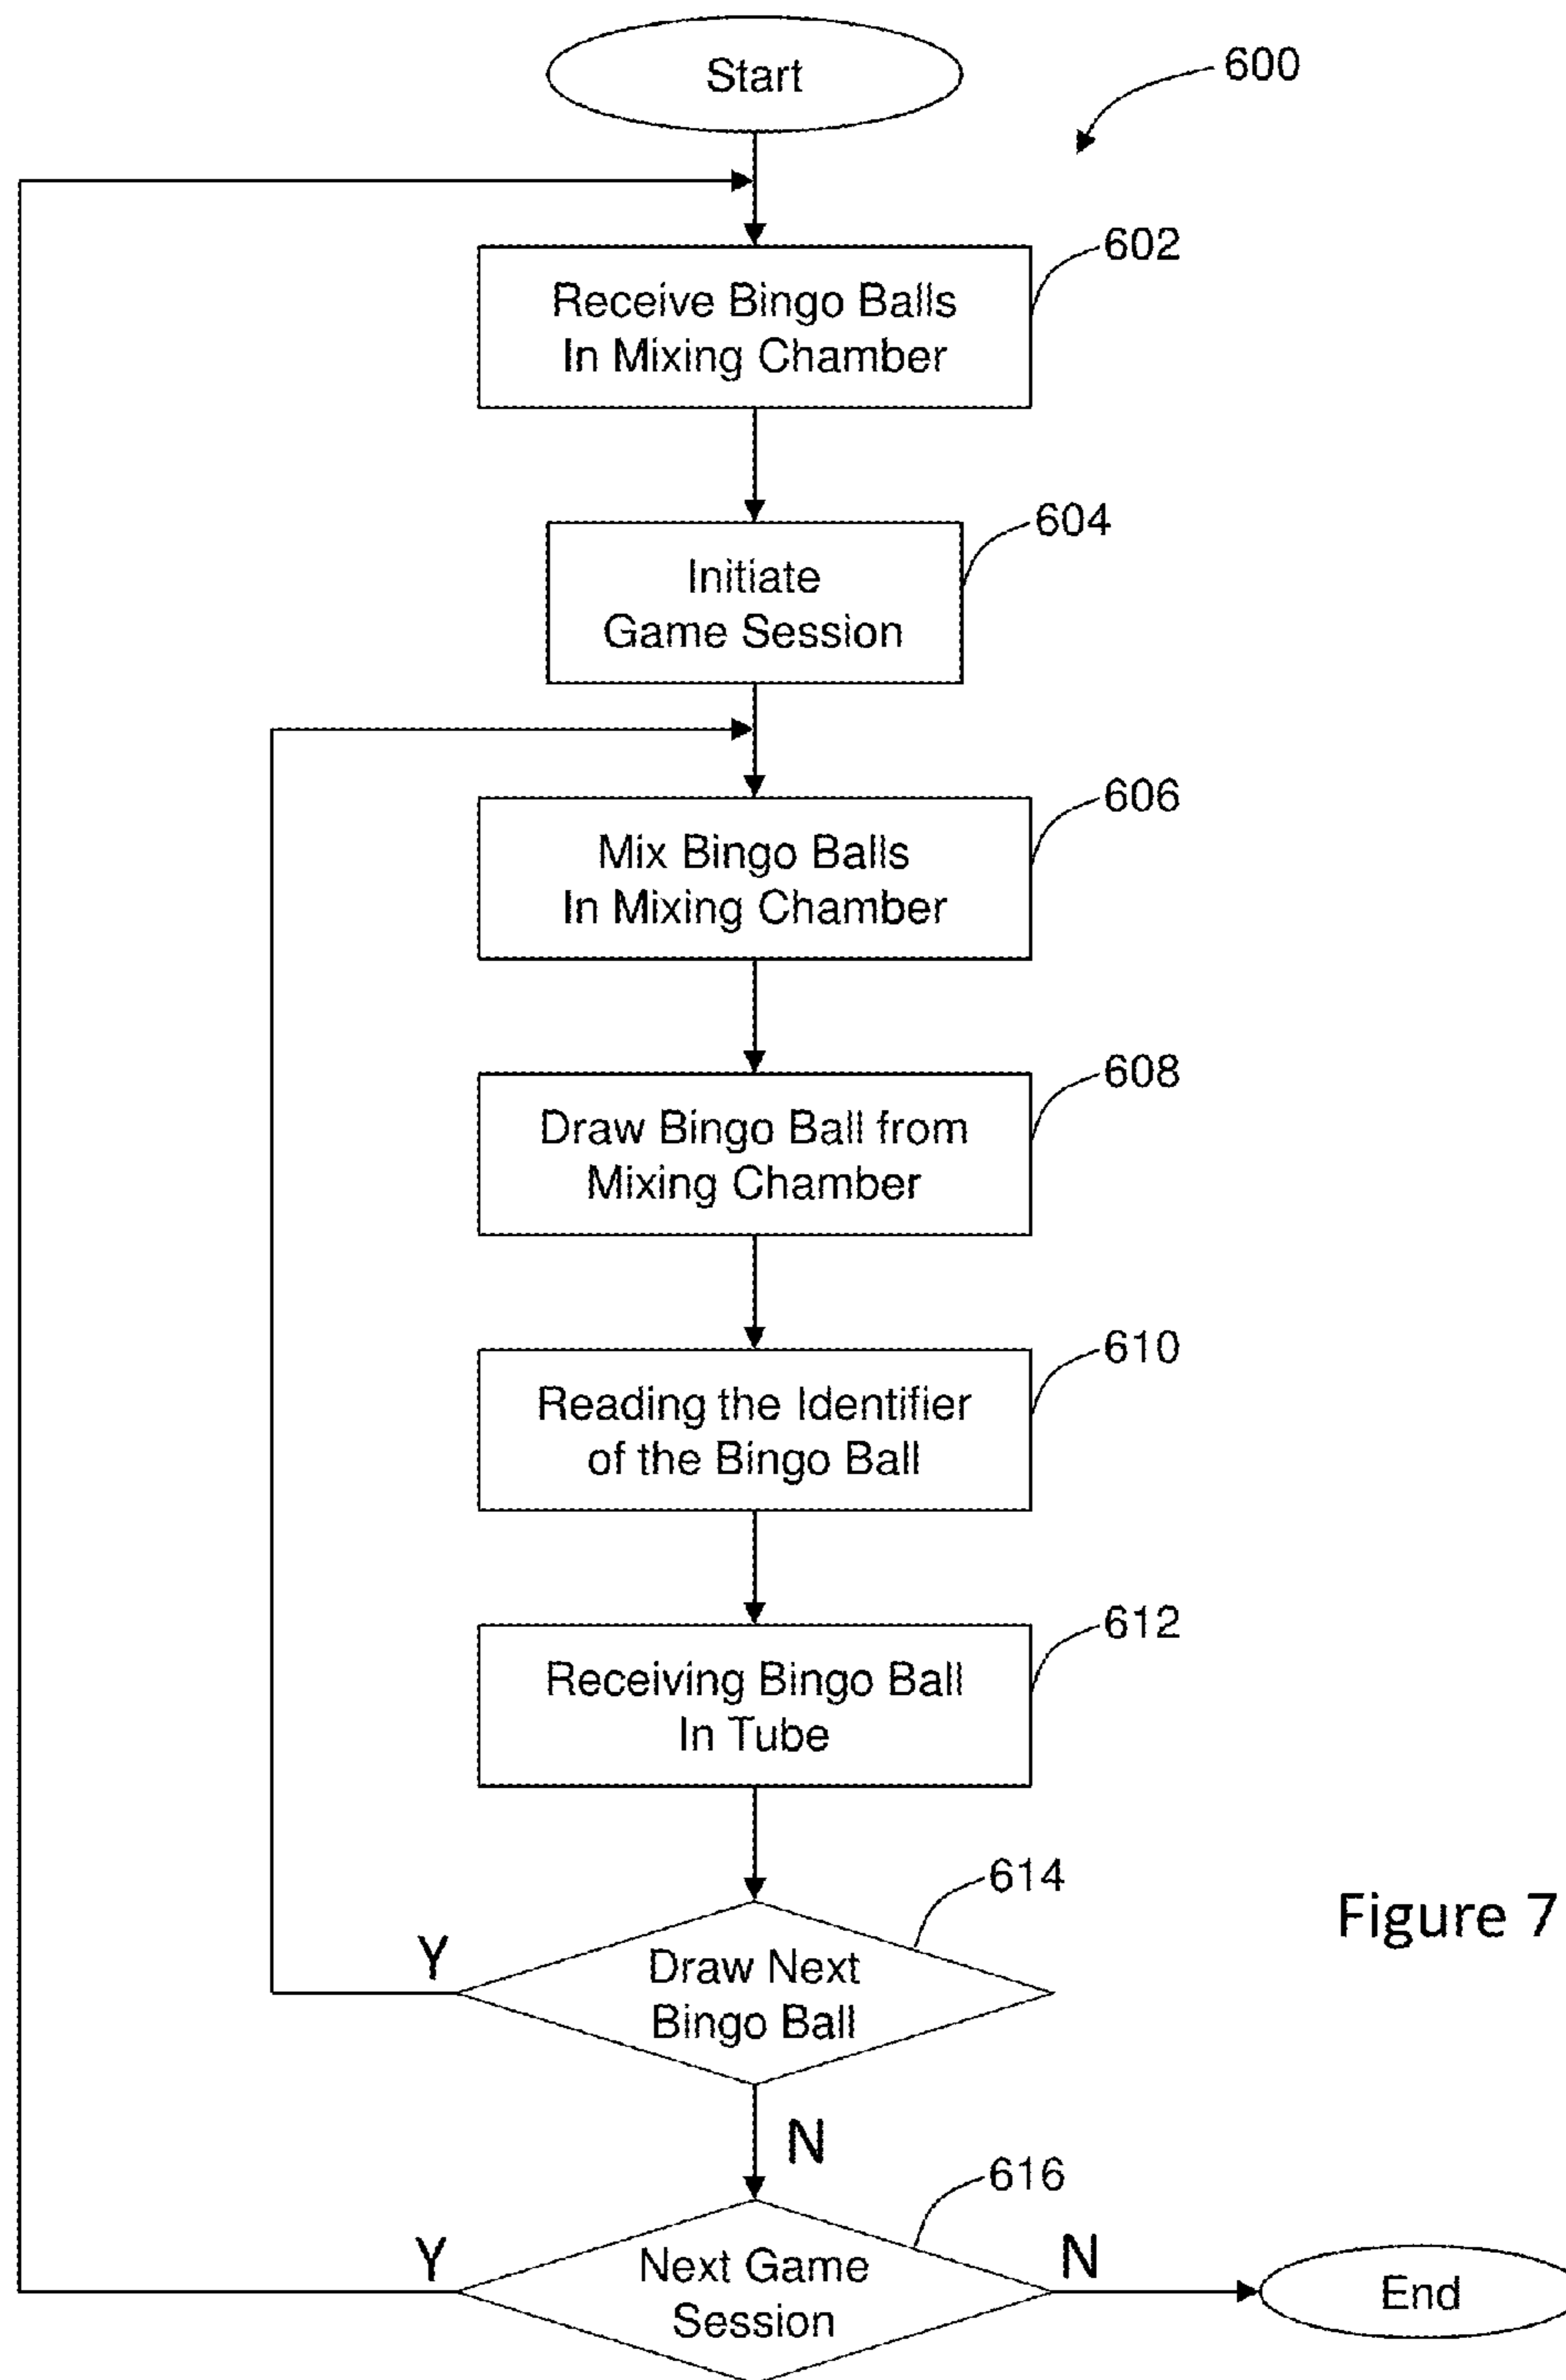 Start
600
602
Receive Bingo Balls
In Mixing Chamber
604
Initiate
Game Session
606
Mix Bingo Balls
In Mixing Chamber
608
Draw Bingo Ball from
Mixing Chamber
610
Reading the Identifier
of the Bingo Ball
612
Receiving Bingo Ball
In Tube
614
Figure 7
Y
Draw Next
Bingo Ball
N
616
Y
Next Game
Session
N
End